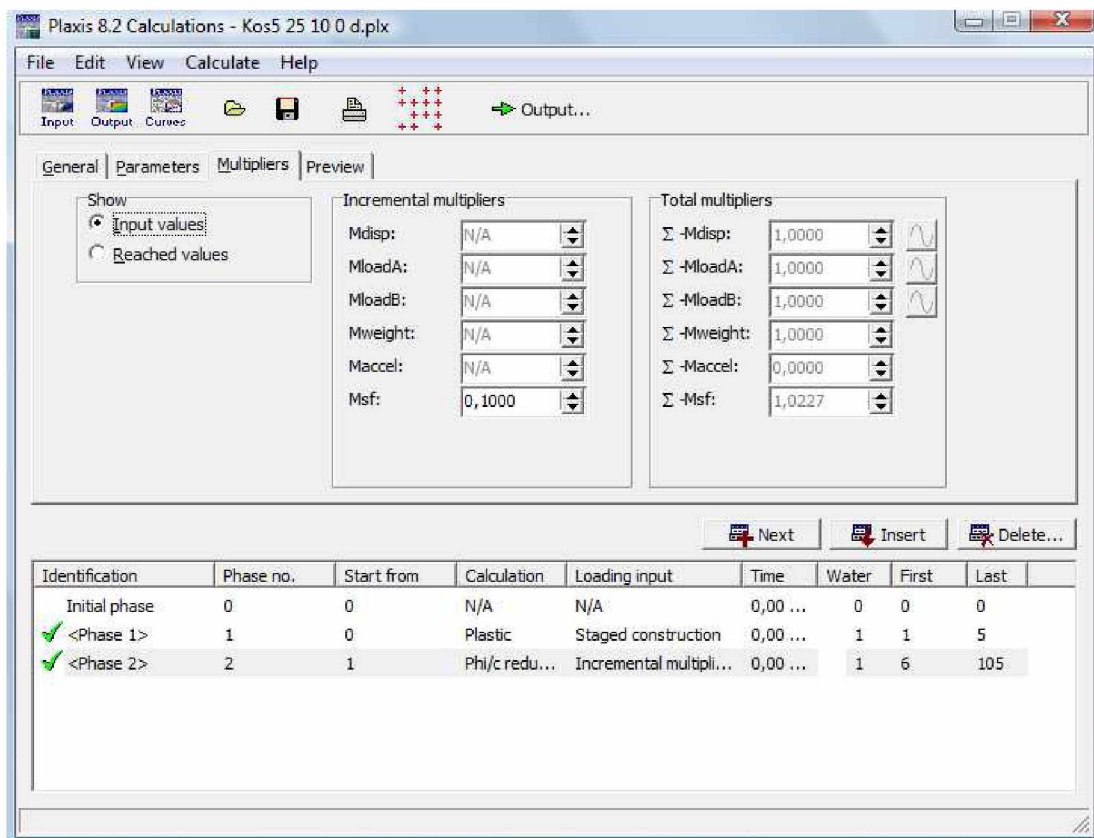 Plaxis 8.2 Calculations - Kos5 25 10 0 d.plx
File Edit View Calculate Help
Input Output Curves Output...
General Parameters Multipliers Preview
Show
Input values
Reached values
Incremental multipliers
Mdisp: N/A
MloadA: N/A
MloadB: N/A
Mweight: N/A
Maccel: N/A
Msf: 0,1000
Total multipliers
Σ -Mdisp: 1,0000
Σ -MloadA: 1,0000
Σ -MloadB: 1,0000
Σ -Mweight: 1,0000
Σ -Maccel: 0,0000
Σ -Msf: 1,0227
Next Insert Delete...
Identification Phase no. Start from Calculation Loading input Time Water First Last
Initial phase 0 0 N/A N/A 0,00 ... 0 0 0
<Phase 1> 1 0 Plastic Staged construction 0,00 ... 1 1 5
<Phase 2> 2 1 Phi/c redu... Incremental multipli... 0,00 ... 1 6 105